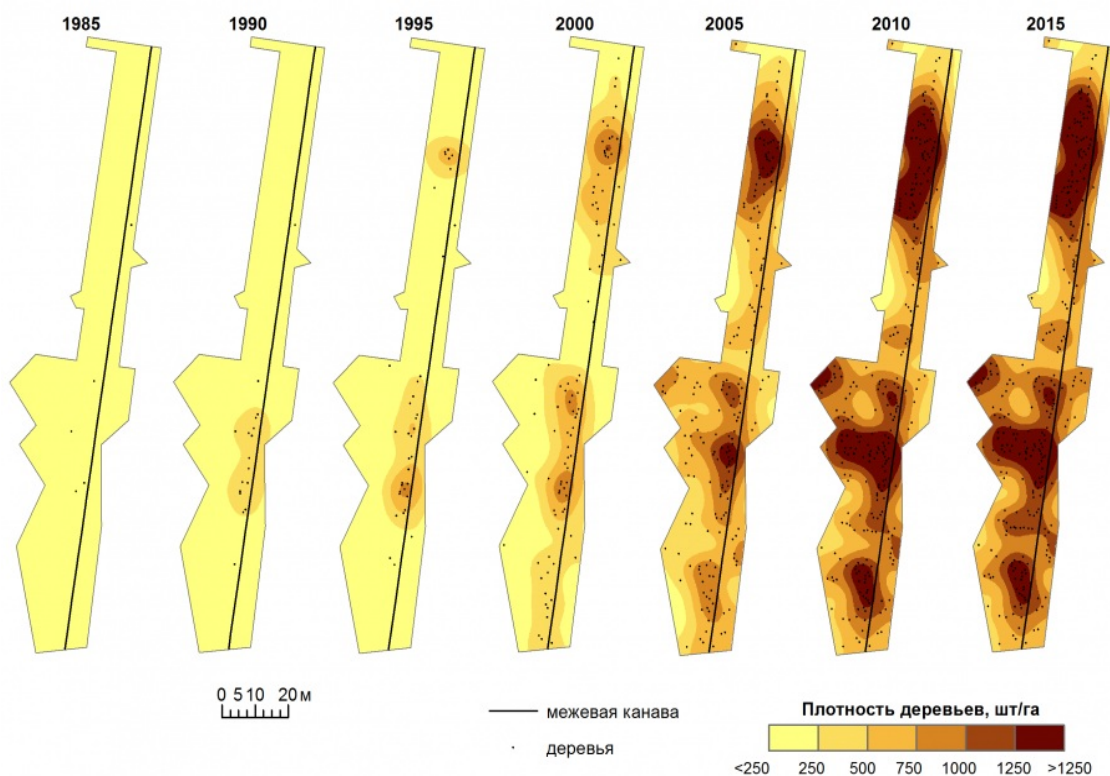 1985 1990 1995 2000 2005 2010 2015
0 5 10 20 м
межевая канава
деревья
Плотность деревьев, шт/га
<250 250 500 750 1000 1250 >1250